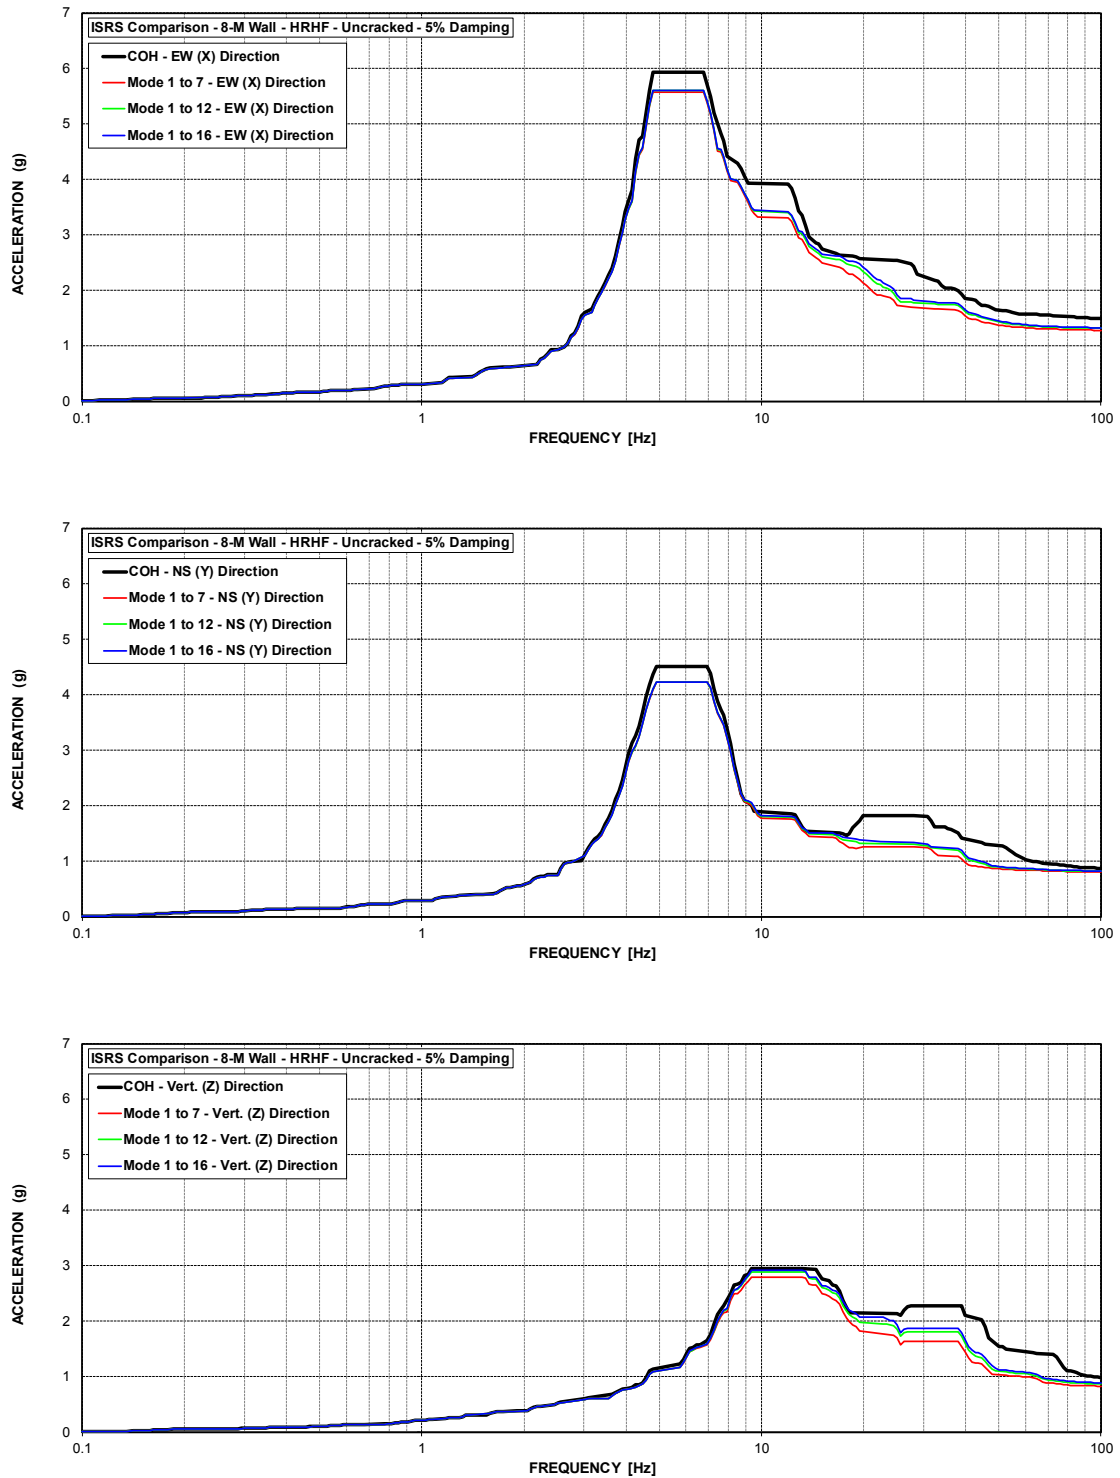 ISRS Comparison - 8-M Wall - HRHF - Uncracked - 5% Damping
COH - EW (X) Direction
Mode 1 to 7 - EW (X) Direction
Mode 1 to 12 - EW (X) Direction
Mode 1 to 16 - EW (X) Direction
ACCELERATION (g)
7
6
5
4
3
2
1
0
0.1
1
10
100
FREQUENCY [Hz]
ISRS Comparison - 8-M Wall - HRHF - Uncracked - 5% Damping
COH - NS (Y) Direction
Mode 1 to 7 - NS (Y) Direction
Mode 1 to 12 - NS (Y) Direction
Mode 1 to 16 - NS (Y) Direction
ACCELERATION (g)
7
6
5
4
3
2
1
0
0.1
1
10
100
FREQUENCY [Hz]
ISRS Comparison - 8-M Wall - HRHF - Uncracked - 5% Damping
COH - Vert. (Z) Direction
Mode 1 to 7 - Vert. (Z) Direction
Mode 1 to 12 - Vert. (Z) Direction
Mode 1 to 16 - Vert. (Z) Direction
ACCELERATION (g)
7
6
5
4
3
2
1
0
0.1
1
10
100
FREQUENCY [Hz]